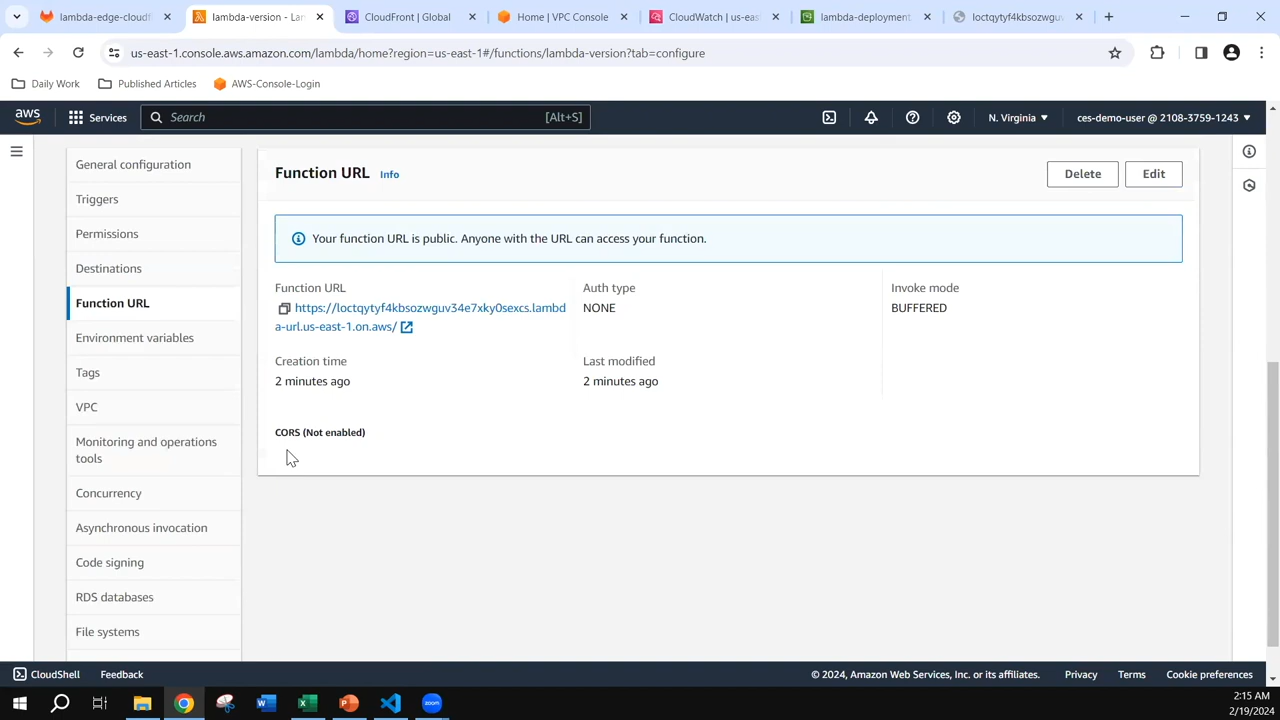 lambda-edge-cloudf
lambda-version - La
CloudFront | Global
Home | VPC Console
CloudWatch | us-eas
lambda-deployment
loctqytyf4kbsozwgu
us-east-1.console.aws.amazon.com/lambda/home?region=us-east-1#/functions/lambda-version?tab=configure
Daily Work
Published Articles
AWS-Console-Login
aws
Services
Search
[Alt+S]
N. Virginia
ces-demo-user @ 2108-3759-1243
General configuration
Triggers
Permissions
Destinations
Function URL
Environment variables
Tags
VPC
Monitoring and operations
tools
Concurrency
Asynchronous invocation
Code signing
RDS databases
File systems
Function URL
Info
Delete
Edit
Your function URL is public. Anyone with the URL can access your function.
Function URL
https://loctqytyf4kbsozwguv34e7xky0sexcs.lambd
a-url.us-east-1.on.aws/
Auth type
NONE
Invoke mode
BUFFERED
Creation time
2 minutes ago
Last modified
2 minutes ago
CORS (Not enabled)
CloudShell
Feedback
© 2024, Amazon Web Services, Inc. or its affiliates.
Privacy
Terms
Cookie preferences
zoom
2:15 AM
2/19/2024